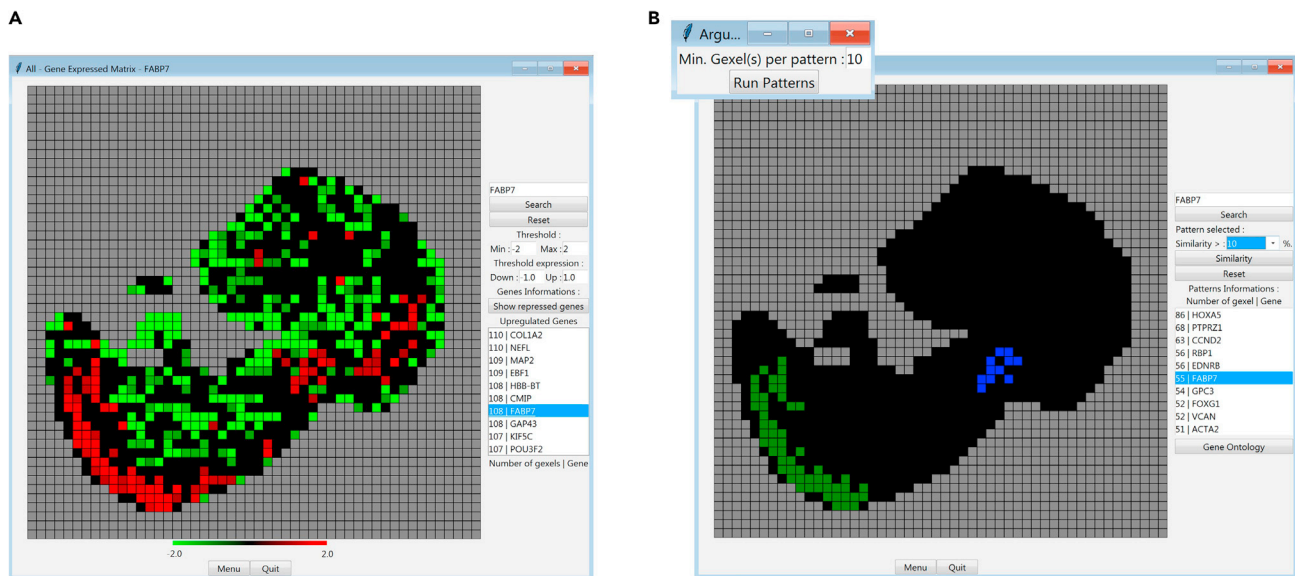 A
All - Gene Expressed Matrix - FABP7
FABP7
Search
Reset
Threshold :
Min : -2 Max : 2
Threshold expression :
Down : -1.0 Up : 1.0
Genes Informations :
Show repressed genes
Upregulated Genes
110 | COL1A2
110 | NEFL
109 | MAP2
109 | EBF1
108 | HBB-BT
108 | CMIP
108 | FABP7
108 | GAP43
107 | KIF5C
107 | POU3F2
Number of gexels | Gene
-2.0 2.0
Menu Quit
B
Argu...
Min. Gexel(s) per pattern : 10
Run Patterns
FABP7
Search
Pattern selected :
Similarity > : 10 %.
Similarity
Reset
Patterns Informations :
Number of gexel | Gene
86 | HOXA5
68 | PTPRZ1
63 | CCND2
56 | RBP1
56 | EDNRB
55 | FABP7
54 | GPC3
52 | FOXG1
52 | VCAN
51 | ACTA2
Gene Ontology
Menu Quit